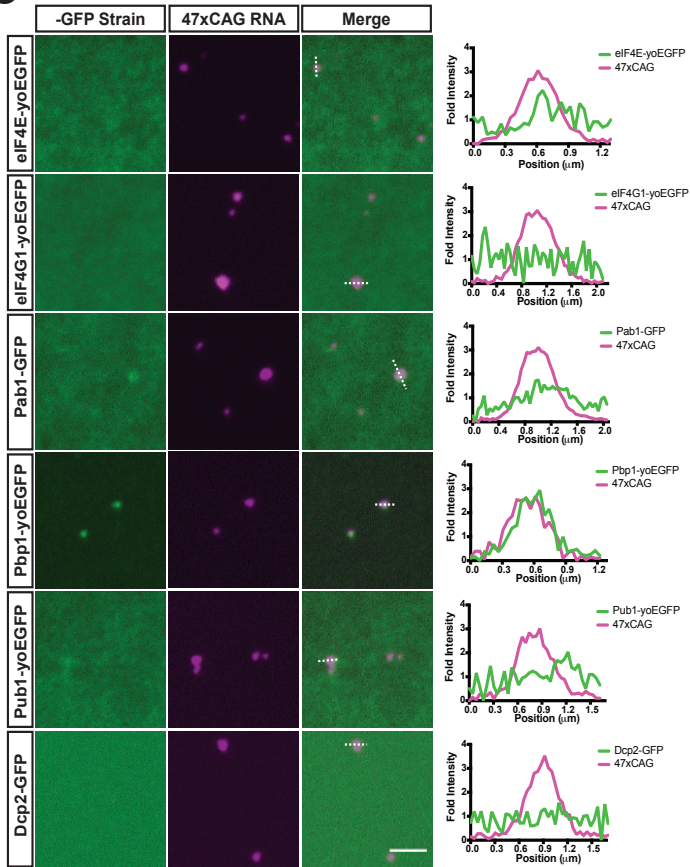 -GFP Strain 47xCAG RNA Merge
eIF4E-yoEGFP
Fold Intensity
4
3
2
1
0
0.0 0.3 0.6 0.9 1.2
Position (μm)
eIF4E-yoEGFP
47xCAG
eIF4G1-yoEGFP
Fold Intensity
4
3
2
1
0
0.0 0.4 0.8 1.2 1.6 2.0
Position (μm)
eIF4G1-yoEGFP
47xCAG
Pab1-GFP
Fold Intensity
4
3
2
1
0
0.0 0.4 0.8 1.2 1.6 2.0
Position (μm)
Pab1-GFP
47xCAG
Pbp1-yoEGFP
Fold Intensity
4
3
2
1
0
0.0 0.3 0.6 0.9 1.2
Position (μm)
Pbp1-yoEGFP
47xCAG
Pub1-yoEGFP
Fold Intensity
4
3
2
1
0
0.0 0.3 0.6 0.9 1.2 1.5
Position (μm)
Pub1-yoEGFP
47xCAG
Dcp2-GFP
Fold Intensity
4
3
2
1
0
0.0 0.3 0.6 0.9 1.2 1.5
Position (μm)
Dcp2-GFP
47xCAG